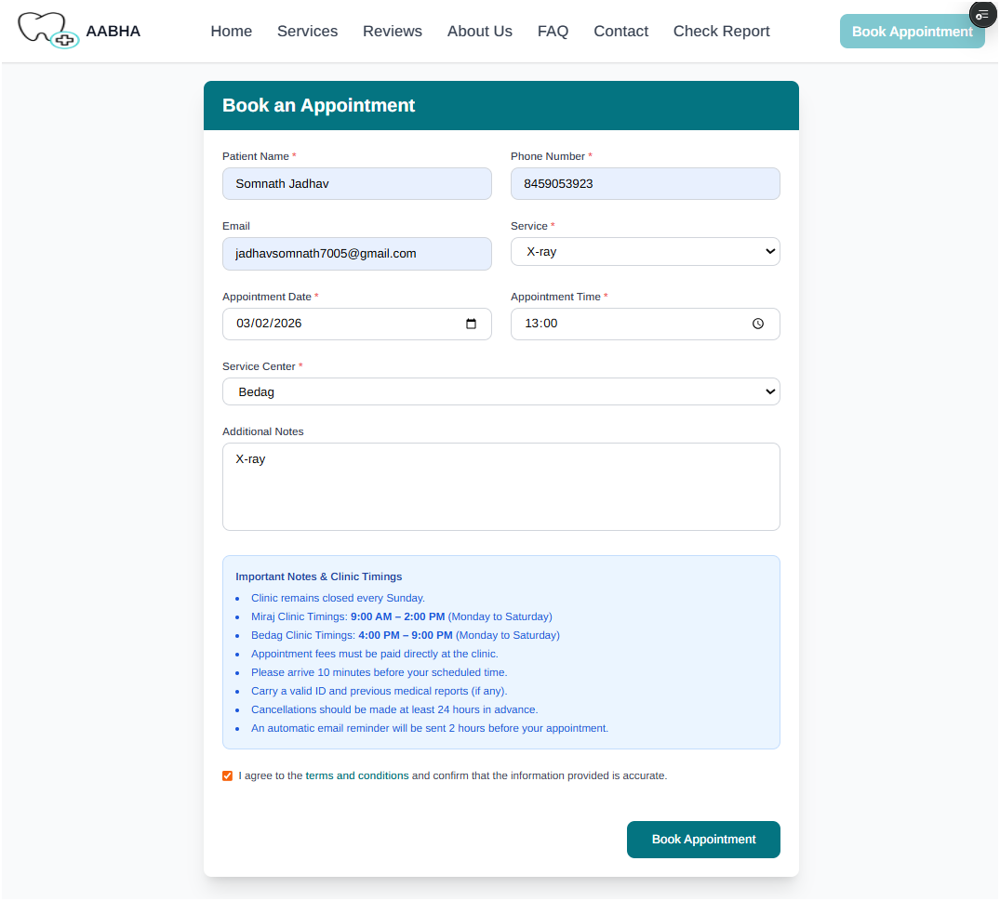 AABHA
Home Services Reviews About Us FAQ Contact Check Report
Book Appointment
Book an Appointment
Patient Name * Phone Number *
Somnath Jadhav 8459053923
Email Service *
jadhavsomnath7005@gmail.com X-ray
Appointment Date * Appointment Time *
03/02/2026 13:00
Service Center *
Bedag
Additional Notes
X-ray
Important Notes & Clinic Timings
Clinic remains closed every Sunday.
Miraj Clinic Timings: 9:00 AM – 2:00 PM (Monday to Saturday)
Bedag Clinic Timings: 4:00 PM – 9:00 PM (Monday to Saturday)
Appointment fees must be paid directly at the clinic.
Please arrive 10 minutes before your scheduled time.
Carry a valid ID and previous medical reports (if any).
Cancellations should be made at least 24 hours in advance.
An automatic email reminder will be sent 2 hours before your appointment.
I agree to the terms and conditions and confirm that the information provided is accurate.
Book Appointment